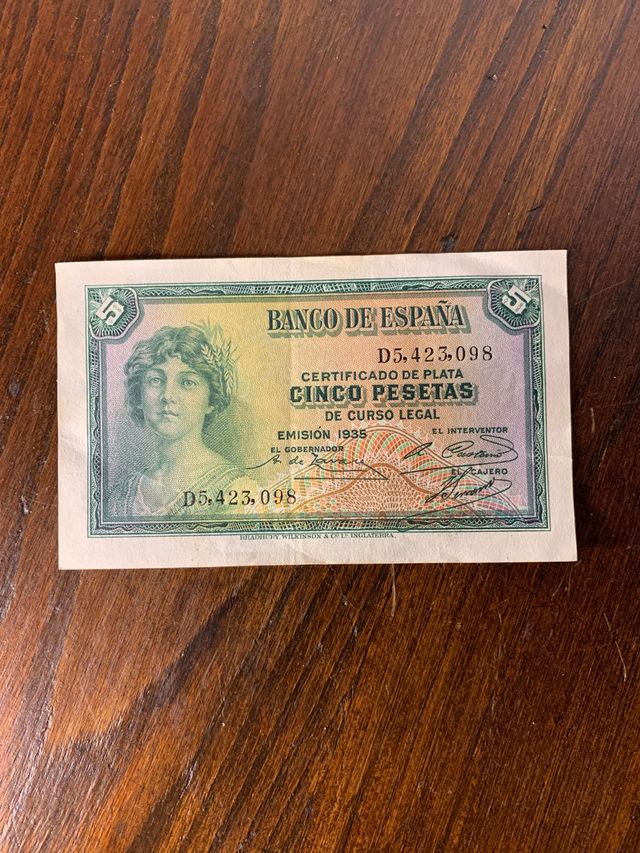 5 5
BANCO DE ESPAÑA
D5,423,098
CERTIFICADO DE PLATA
CINCO PESETAS
DE CURSO LEGAL
EMISIÓN 1935
EL INTERVENTOR
EL GOBERNADOR
EL CAJERO
D5,423,098
BRADBURY WILKINSON & Cº Lº INGLATERRA.